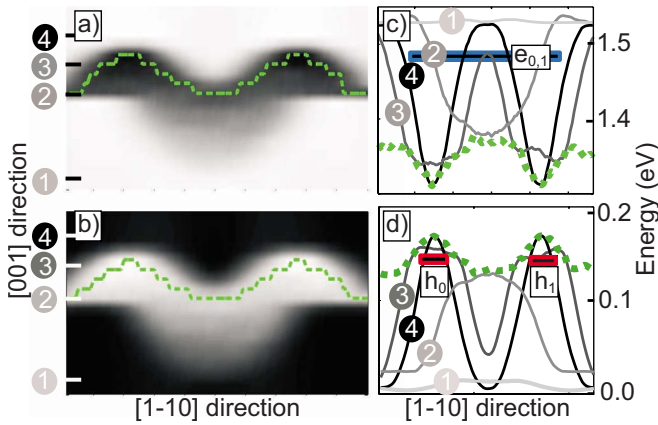 a)
4
3
2
1
[001] direction
b)
4
3
2
1
[1-10] direction
c)
1
2
e0,1
4
3
1.5
1.4
Energy (eV)
d)
0.2
h0
h1
3
4
0.1
2
1
0.0
[1-10] direction